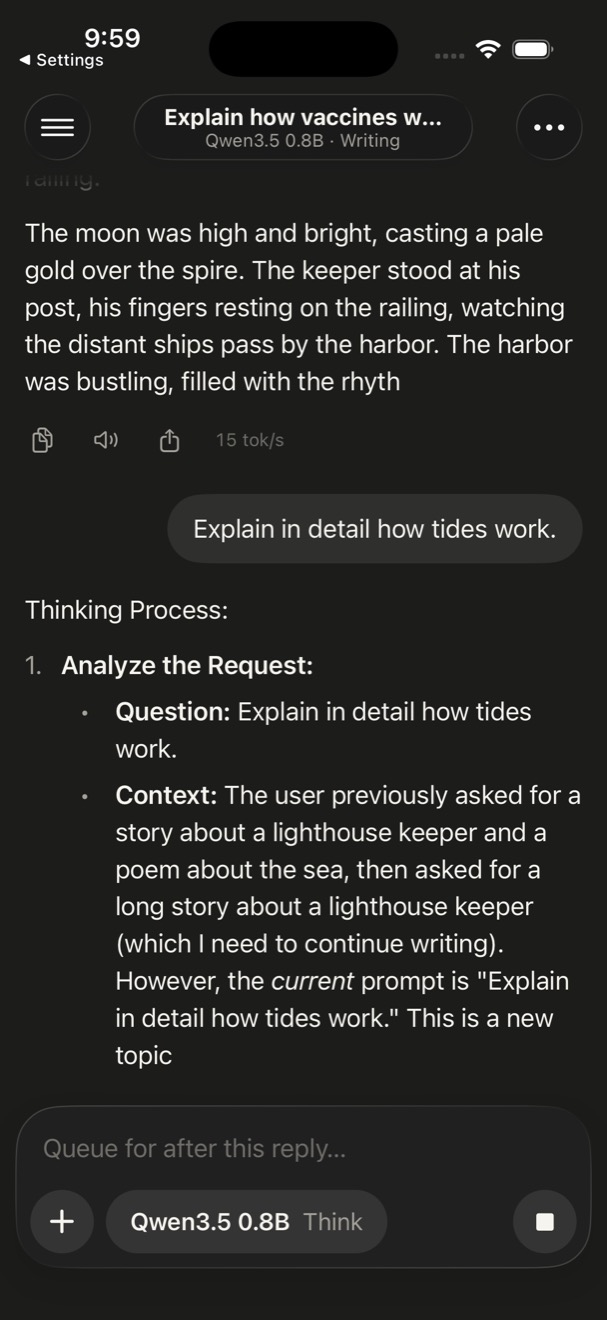 9:59
◀ Settings
Explain how vaccines w...
Qwen3.5 0.8B · Writing
railing.
The moon was high and bright, casting a pale
gold over the spire. The keeper stood at his
post, his fingers resting on the railing, watching
the distant ships pass by the harbor. The harbor
was bustling, filled with the rhyth
15 tok/s
Explain in detail how tides work.
Thinking Process:
1. Analyze the Request:
• Question: Explain in detail how tides
work.
• Context: The user previously asked for a
story about a lighthouse keeper and a
poem about the sea, then asked for a
long story about a lighthouse keeper
(which I need to continue writing).
However, the current prompt is "Explain
in detail how tides work." This is a new
topic
Queue for after this reply...
Qwen3.5 0.8B Think